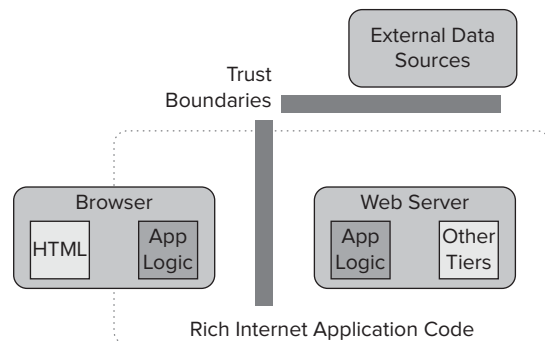 External Data
Sources
Trust
Boundaries
Browser
HTML
App
Logic
Web Server
App
Logic
Other
Tiers
Rich Internet Application Code